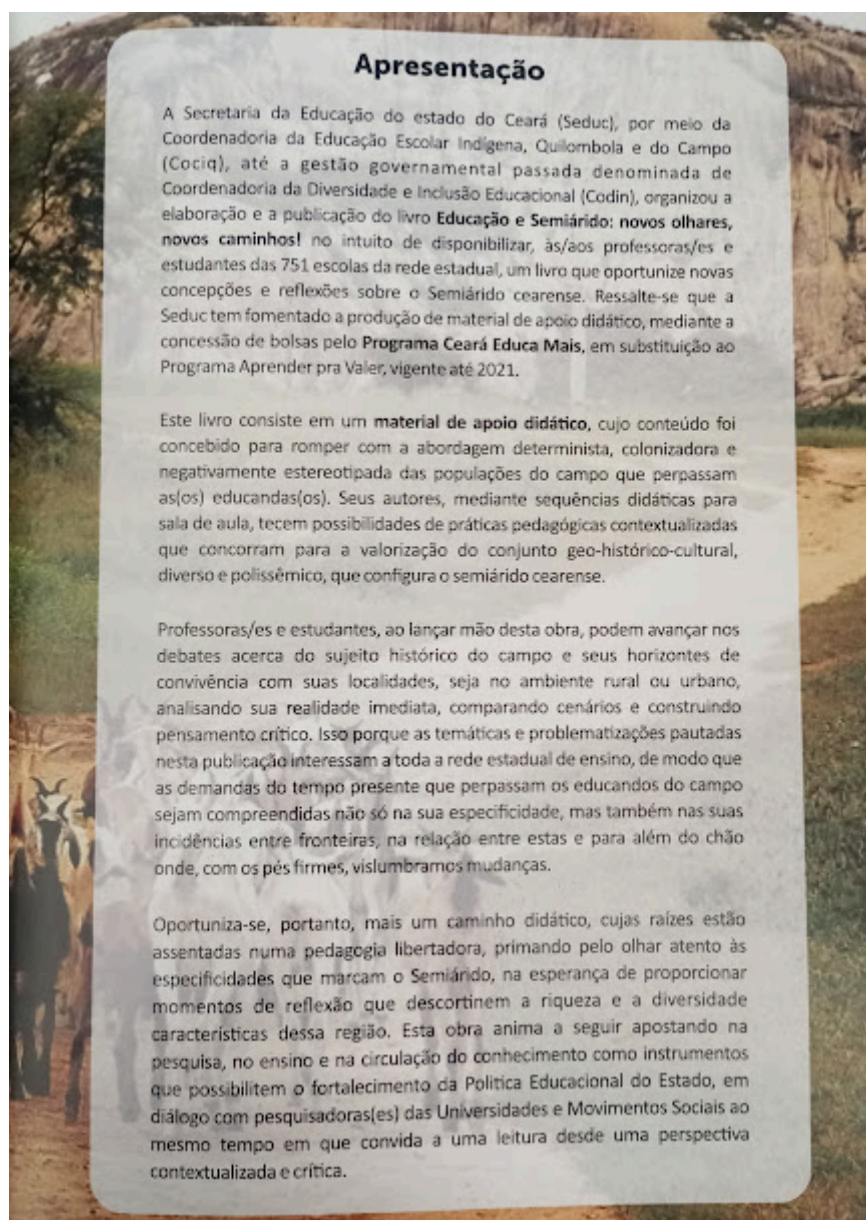 Apresentação
A Secretaria da Educação do estado do Ceará (Seduc), por meio da
Coordenadoria da Educação Escolar Indígena, Quilombola e do Campo
(Cociq), até a gestão governamental passada denominada de
Coordenadoria da Diversidade e Inclusão Educacional (Codin), organizou a
elaboração e a publicação do livro Educação e Semiárido: novos olhares,
novos caminhos! no intuito de disponibilizar, às/aos professoras/es e
estudantes das 751 escolas da rede estadual, um livro que oportunize novas
concepções e reflexões sobre o Semiárido cearense. Ressalte-se que a
Seduc tem fomentado a produção de material de apoio didático, mediante a
concessão de bolsas pelo Programa Ceará Educa Mais, em substituição ao
Programa Aprender pra Valer, vigente até 2021.
Este livro consiste em um material de apoio didático, cujo conteúdo foi
concebido para romper com a abordagem determinista, colonizadora e
negativamente estereotipada das populações do campo que perpassam
as(os) educandas(os). Seus autores, mediante sequências didáticas para
sala de aula, tecem possibilidades de práticas pedagógicas contextualizadas
que concorram para a valorização do conjunto geo-histórico-cultural,
diverso e polissêmico, que configura o semiárido cearense.
Professoras/es e estudantes, ao lançar mão desta obra, podem avançar nos
debates acerca do sujeito histórico do campo e seus horizontes de
convivência com suas localidades, seja no ambiente rural ou urbano,
analisando sua realidade imediata, comparando cenários e construindo
pensamento crítico. Isso porque as temáticas e problematizações pautadas
nesta publicação interessam a toda a rede estadual de ensino, de modo que
as demandas do tempo presente que perpassam os educandos do campo
sejam compreendidas não só na sua especificidade, mas também nas suas
incidências entre fronteiras, na relação entre estas e para além do chão
onde, com os pés firmes, vislumbramos mudanças.
Oportuniza-se, portanto, mais um caminho didático, cujas raízes estão
assentadas numa pedagogia libertadora, primando pelo olhar atento às
especificidades que marcam o Semiárido, na esperança de proporcionar
momentos de reflexão que descortinem a riqueza e a diversidade
características dessa região. Esta obra anima a seguir apostando na
pesquisa, no ensino e na circulação do conhecimento como instrumentos
que possibilitem o fortalecimento da Politica Educacional do Estado, em
diálogo com pesquisadoras(es) das Universidades e Movimentos Sociais ao
mesmo tempo em que convida a uma leitura desde uma perspectiva
contextualizada e crítica.